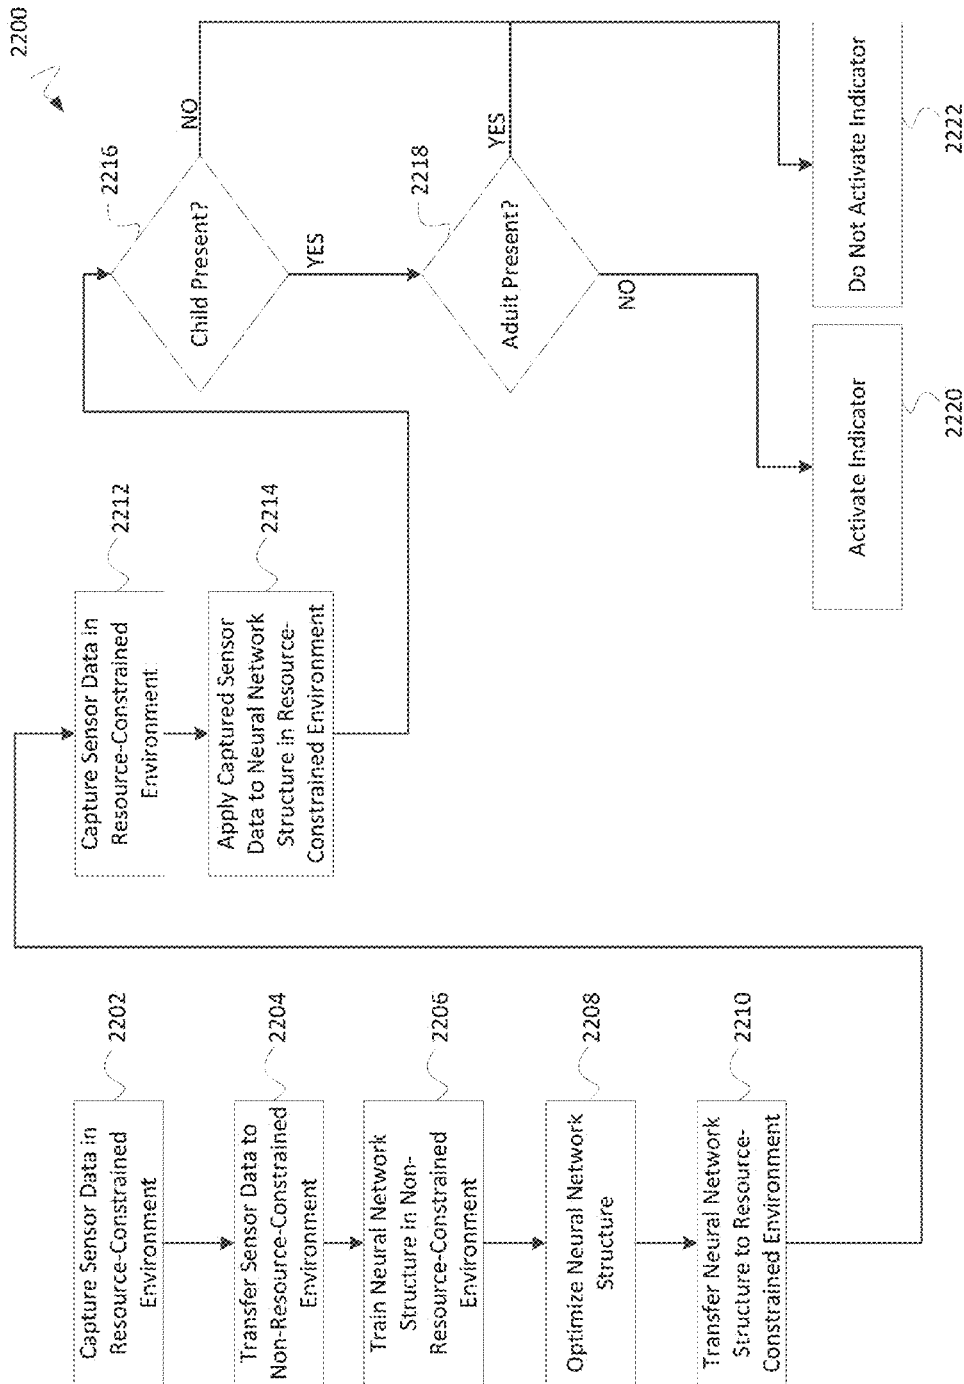 2200
Capture Sensor Data in
Resource-Constrained
Environment
2202
Transfer Sensor Data to
Non-Resource-Constrained
Environment
2204
Train Neural Network
Structure in Non-
Resource-Constrained
Environment
2206
Optimize Neural Network
Structure
2208
Transfer Neural Network
Structure to Resource-
Constrained Environment
2210
Capture Sensor Data in
Resource-Constrained
Environment
2212
Apply Captured Sensor
Data to Neural Network
Structure in Resource-
Constrained Environment
2214
Child Present?
2216
NO
YES
Adult Present?
2218
YES
NO
Activate Indicator
2220
Do Not Activate Indicator
2222